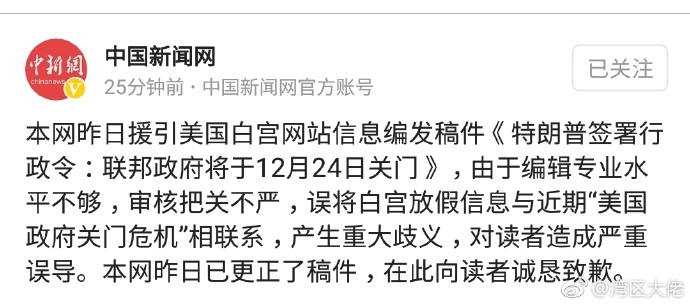 中国新闻网
中新網
chinanews
V
25分钟前·中国新闻网官方账号
已关注
本网昨日援引美国白宫网站信息编发稿件《特朗普签署行
政令：联邦政府将于12月24日关门》，由于编辑专业水
平不够，审核把关不严，误将白宫放假信息与近期“美国
政府关门危机”相联系，产生重大歧义，对读者造成严重
误导。本网昨日已更正了稿件，在此向读者诚恳致歉。
@湾区大佬